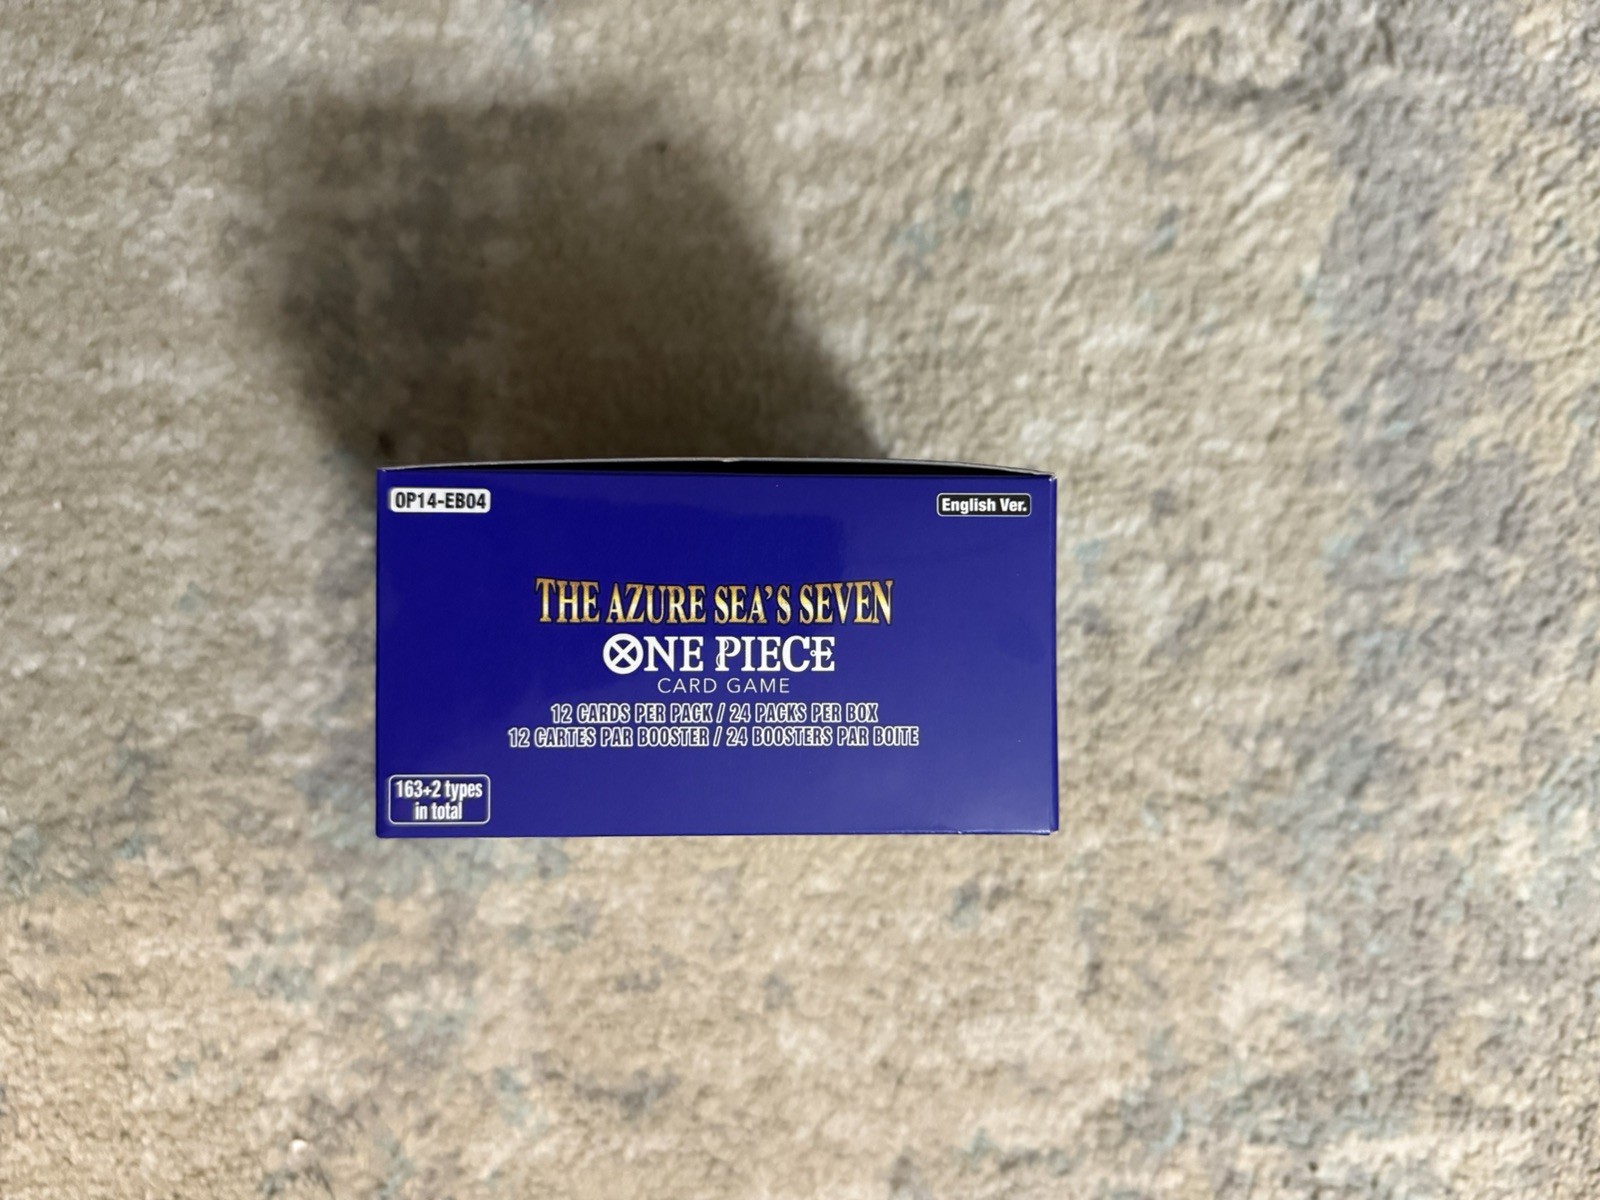 OP14-EB04
English Ver.
THE AZURE SEA'S SEVEN
ONE PIECE
CARD GAME
12 CARDS PER PACK / 24 PACKS PER BOX
12 CARTES PAR BOOSTER / 24 BOOSTERS PAR BOITE
163+2 types
in total